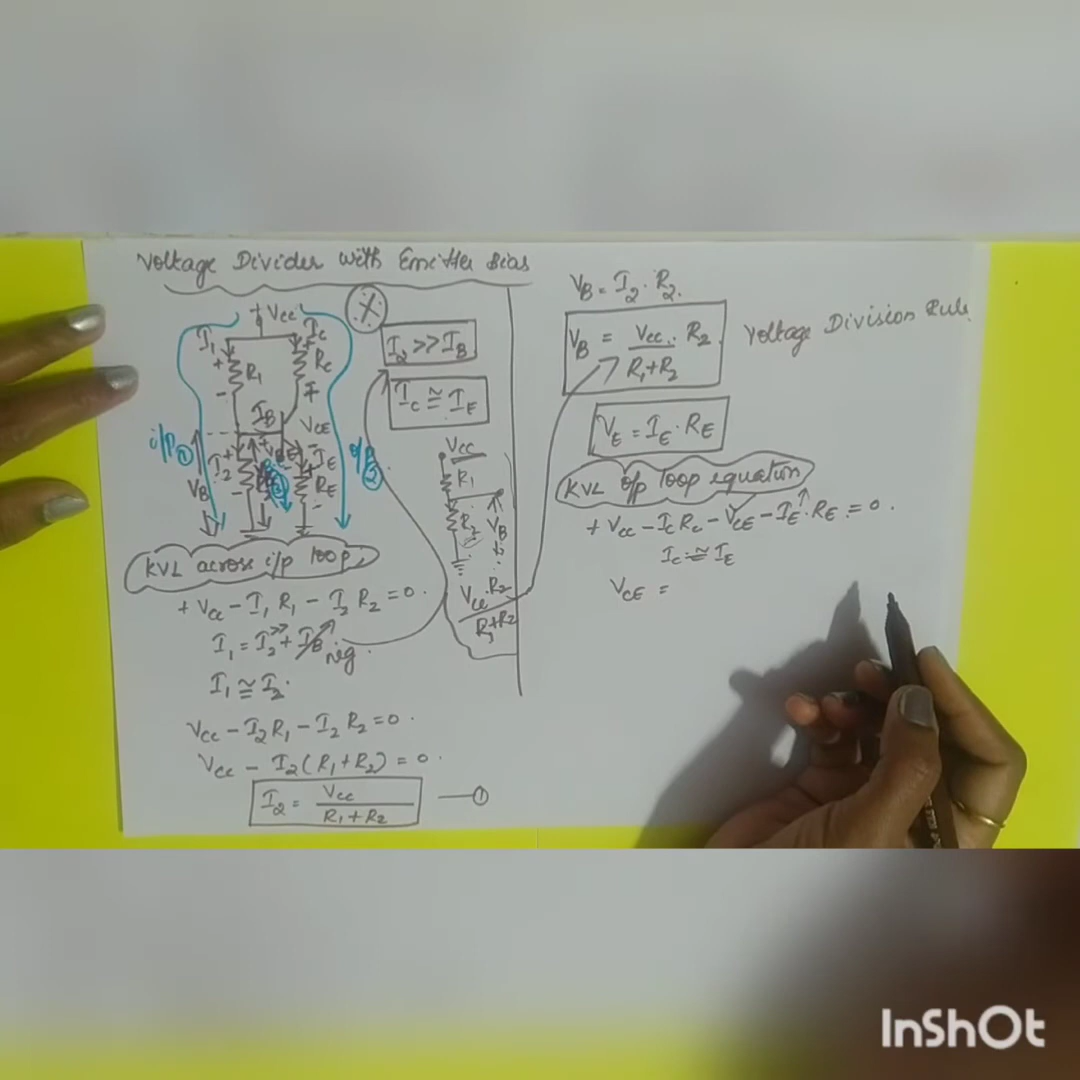 Voltage Divider with Emitter Bias
+Vcc
I1
Ic
+
R1
-
Rc
IB
VCE
I2
+
-
IE
RE
VB
i/p ①
o/p ②
③
X
I2 >> IB
Ic ≅ IE
Vcc
R1
R2
VB
Vcc · R2
R1+R2
KVL across i/p loop
+ Vcc - I1 R1 - I2 R2 = 0.
I1 = I2 >> + IB neg.
I1 ≅ I2.
Vcc - I2 R1 - I2 R2 = 0.
Vcc - I2 (R1 + R2) = 0.
I2 = Vcc / R1 + R2 — ①
VB = I2 · R2.
VB = Vcc · R2. / R1+R2
Voltage Division Rule
VE = IE · RE
KVL o/p loop equation
+ Vcc - Ic Rc - VCE - IE · RE = 0.
Ic ≅ IE
VCE =
InShOt